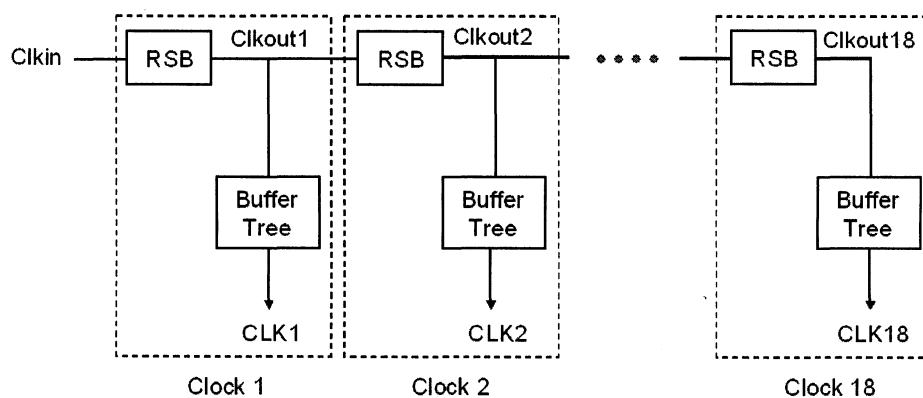 Clkin
RSB
Clkout1
RSB
Clkout2
RSB
Clkout18
Buffer
Tree
Buffer
Tree
Buffer
Tree
CLK1
CLK2
CLK18
Clock 1
Clock 2
Clock 18